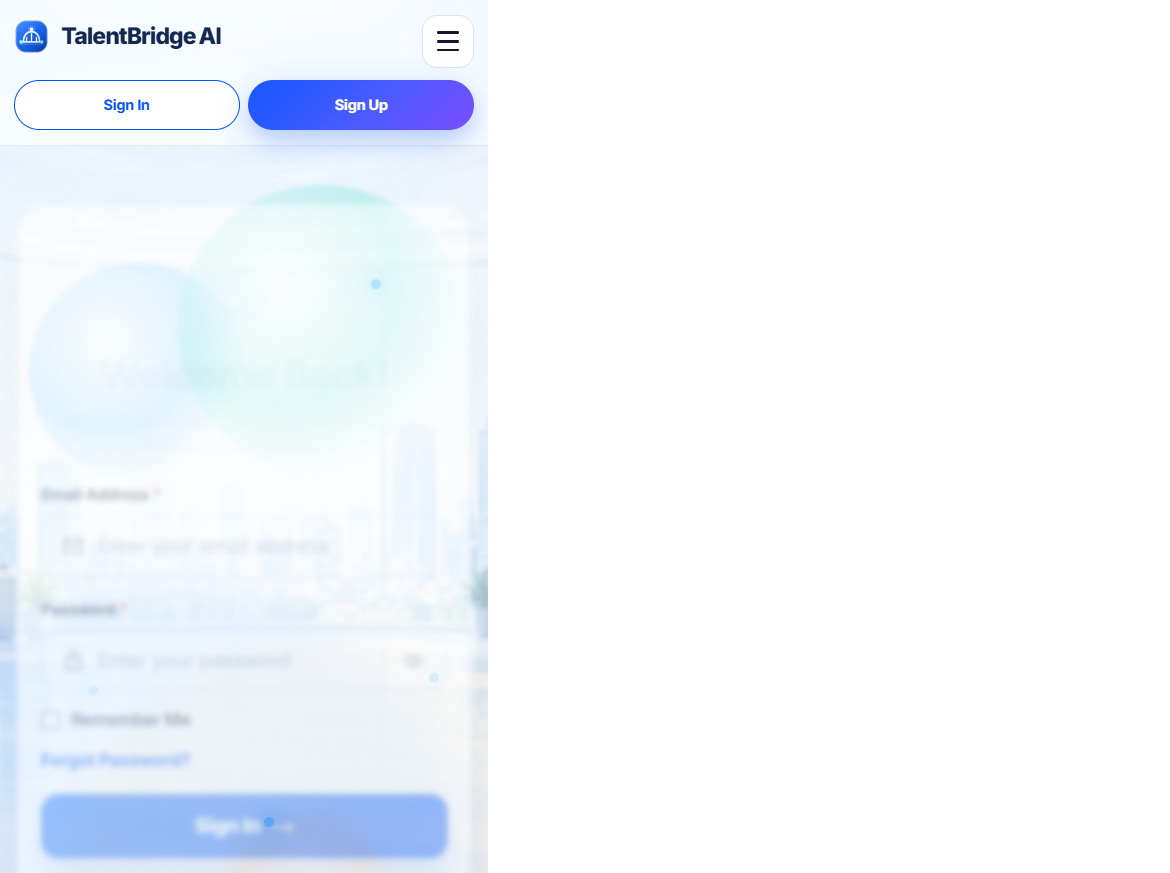 TalentBridge AI
Sign In
Sign Up
Welcome Back!
Email Address *
Enter your email address
Password *
Enter your password
Remember Me
Forgot Password?
Sign In →